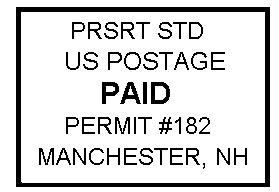 PRSRT STD
US POSTAGE
PAID
PERMIT #182
MANCHESTER, NH